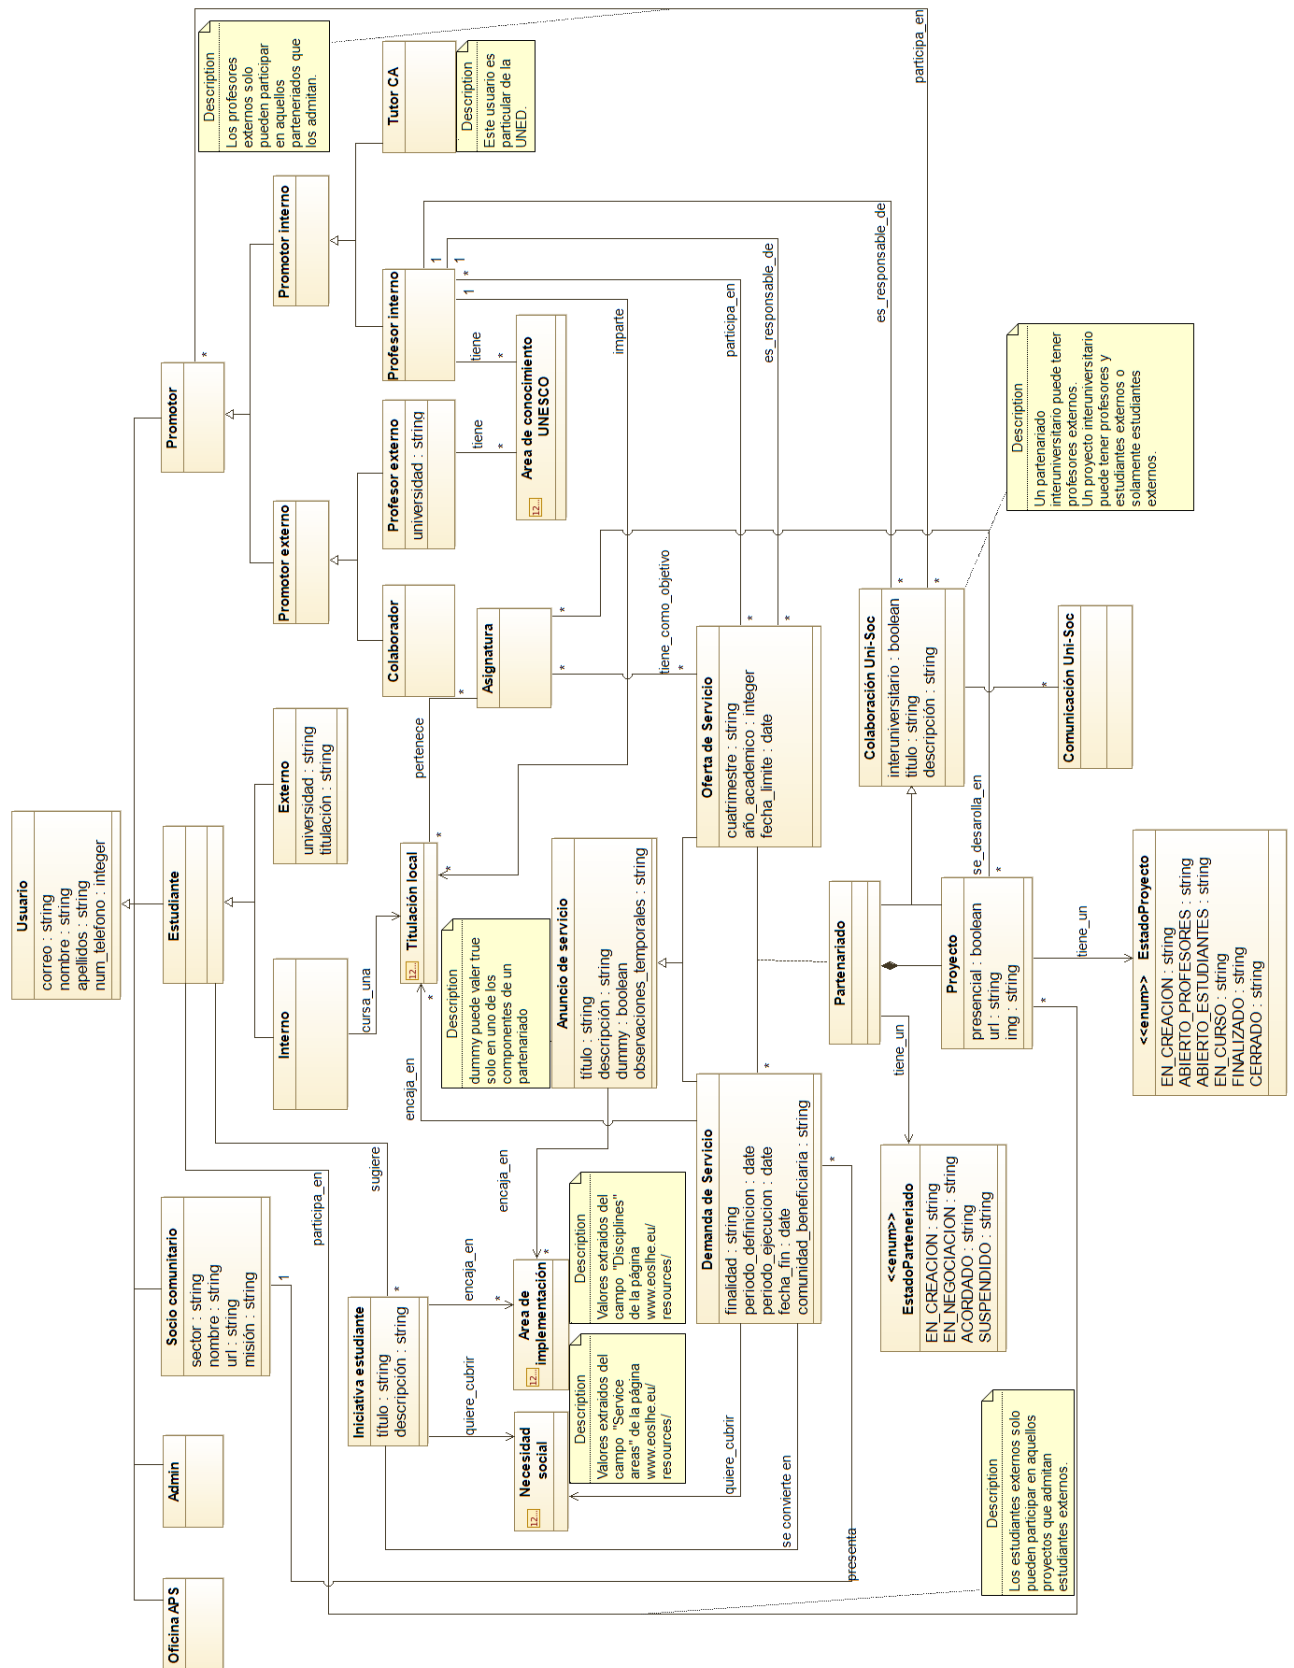 Usuario
correo : string
nombre : string
apellidos : string
num_telefono : integer
Oficina APS
Admin
Socio comunitario
sector : string
nombre : string
url : string
misión : string
Estudiante
Promotor
*
Description
Los profesores
externos solo
pueden participar
en aquellos
parteneriados que
los admitan.
Interno
Externo
universidad : string
titulación : string
Promotor externo
Promotor interno
participa_en
sugiere
1
cursa_una
Colaborador
Profesor externo
universidad : string
Profesor interno
Tutor CA
Description
Este usuario es
particular de la
UNED.
1
1
*
1
tiene
*
tiene
*
Area de conocimiento
UNESCO
imparte
Iniciativa estudiante
título : string
descripción : string
*
encaja_en
*
Titulación local
*
*
pertenece
*
Asignatura
*
*
Description
dummy puede valer true
solo en uno de los
componentes de un
partenariado
quiere_cubrir
encaja_en
*
encaja_en
*
Necesidad
social
Area de
implementación
Description
Valores extraidos del
campo "Service
areas" de la página
www.eoslhe.eu/
resources/
Description
Valores extraidos del
campo "Disciplines"
de la página
www.eoslhe.eu/
resources/
Anuncio de servicio
título : string
descripción : string
dummy : boolean
observaciones_temporales : string
tiene_como_objetivo
*
participa_en
*
es_responsable_de
*
Demanda de Servicio
finalidad : string
periodo_definicion : date
periodo_ejecucion : date
fecha_fin : date
comunidad_beneficiaria : string
*
*
Oferta de Servicio
cuatrimestre : string
año_academico : integer
fecha_limite : date
quiere_cubrir
se convierte en
presenta
Partenariado
tiene_un
<<enum>>
EstadoParteneriado
EN_CREACION : string
EN_NEGOCIACION : string
ACORDADO : string
SUSPENDIDO : string
Proyecto
presencial : boolean
url : string
img : string
*
*
se_desarolla_en
Colaboración Uni-Soc
interuniversitario : boolean
titulo : string
descripción : string
*
*
es_responsable_de
participa_en
Description
Un partenariado
interuniversitario puede tener
profesores externos.
Un proyecto interuniversitario
puede tener profesores y
estudiantes externos o
solamente estudiantes
externos.
*
Comunicación Uni-Soc
tiene_un
<<enum>> EstadoProyecto
EN_CREACION : string
ABIERTO_PROFESORES : string
ABIERTO_ESTUDIANTES : string
EN_CURSO : string
FINALIZADO : string
CERRADO : string
Description
Los estudiantes externos solo
pueden participar en aquellos
proyectos que admitan
estudiantes externos.